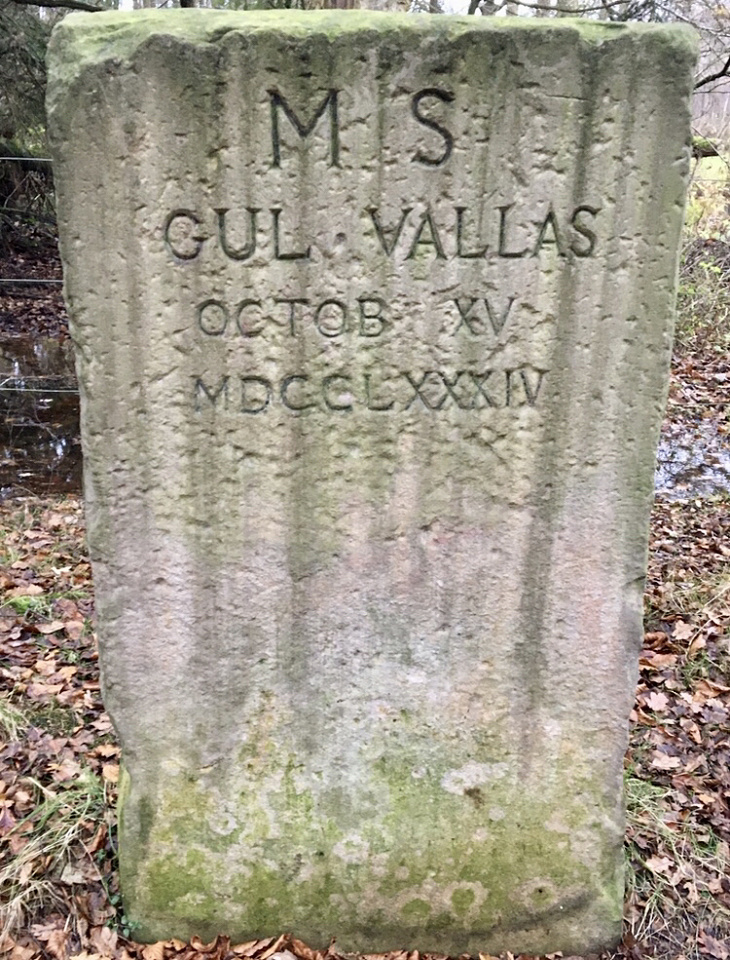 M S
GUL VALLAS
OCTOB XV
MDCCLXXXIV